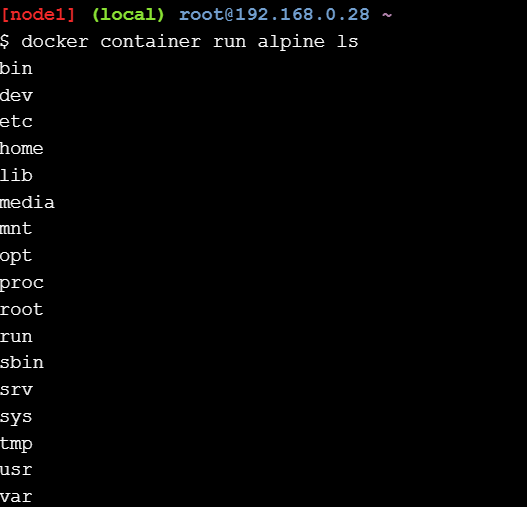 [node1] (local) root@192.168.0.28 ~
$ docker container run alpine ls
bin
dev
etc
home
lib
media
mnt
opt
proc
root
run
sbin
srv
sys
tmp
usr
var